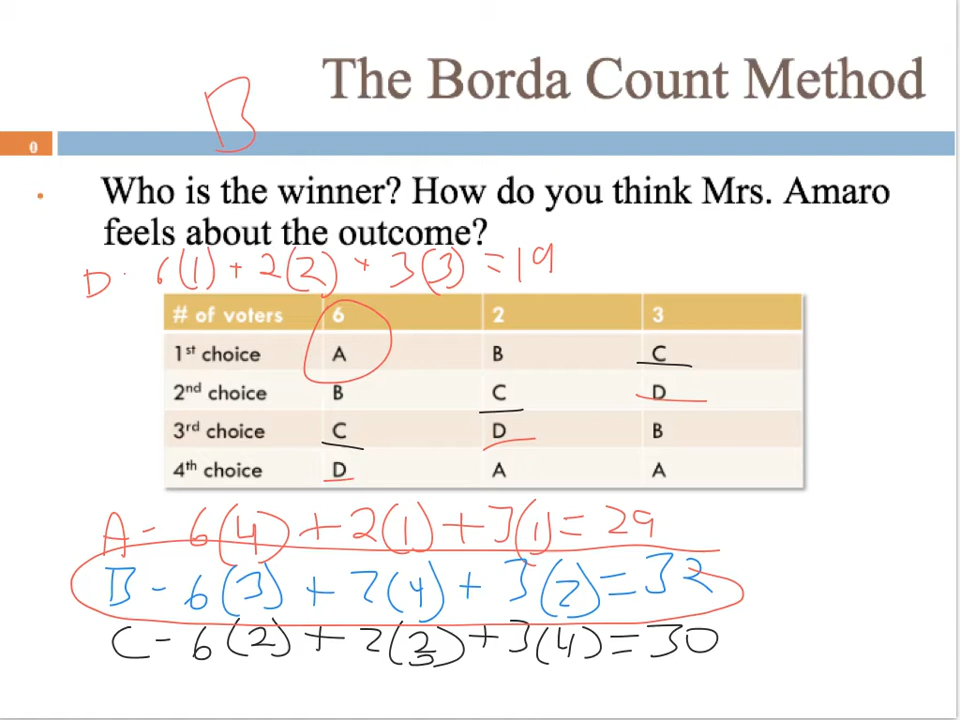 The Borda Count Method
B
0
• Who is the winner? How do you think Mrs. Amaro
feels about the outcome?
D - 6(1) + 2(2) + 3(3) = 19
# of voters 6 2 3
1st choice A B C
2nd choice B C D
3rd choice C D B
4th choice D A A
A - 6(4) + 2(1) + 3(1) = 29
B - 6(3) + 2(4) + 3(2) = 32
C - 6(2) + 2(3) + 3(4) = 30